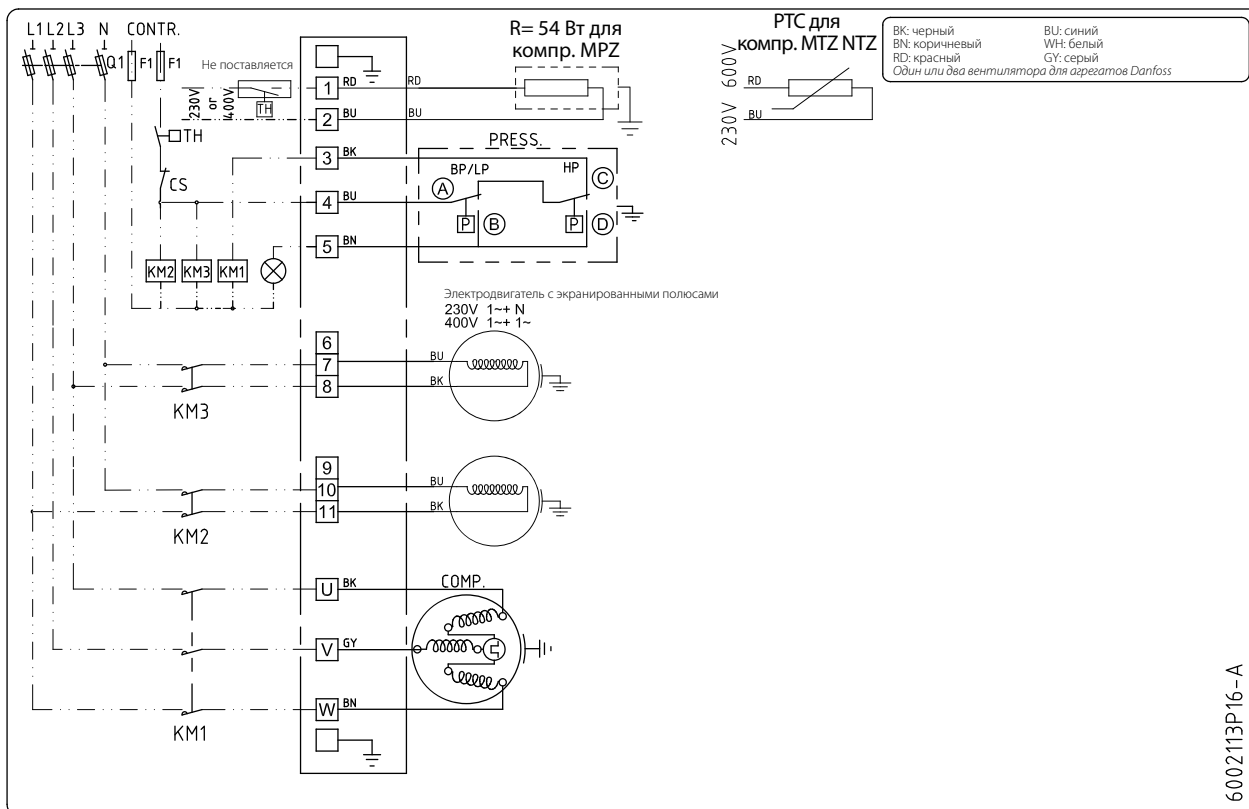 L1 L2 L3 N CONTR.
Q1 F1 F1
Не поставляется
230V or 400V
TH
TH
CS
KM2 KM3 KM1
1 RD RD
2 BU BU
3 BK
4 BU
5 BN
R= 54 Вт для
компр. MPZ
PTC для
компр. MTZ NTZ
230V 600V
RD
BU
BK: черный BU: синий
BN: коричневый WH: белый
RD: красный GY: серый
Один или два вентилятора для агрегатов Danfoss
PRESS.
BP/LP HP
A C
P B P D
Электродвигатель с экранированными полюсами
230V 1~+ N
400V 1~+ 1~
6
7 BU
8 BK
KM3
9
10 BU
11 BK
KM2
COMP.
U BK
V GY
W BN
KM1
6002113P16-A